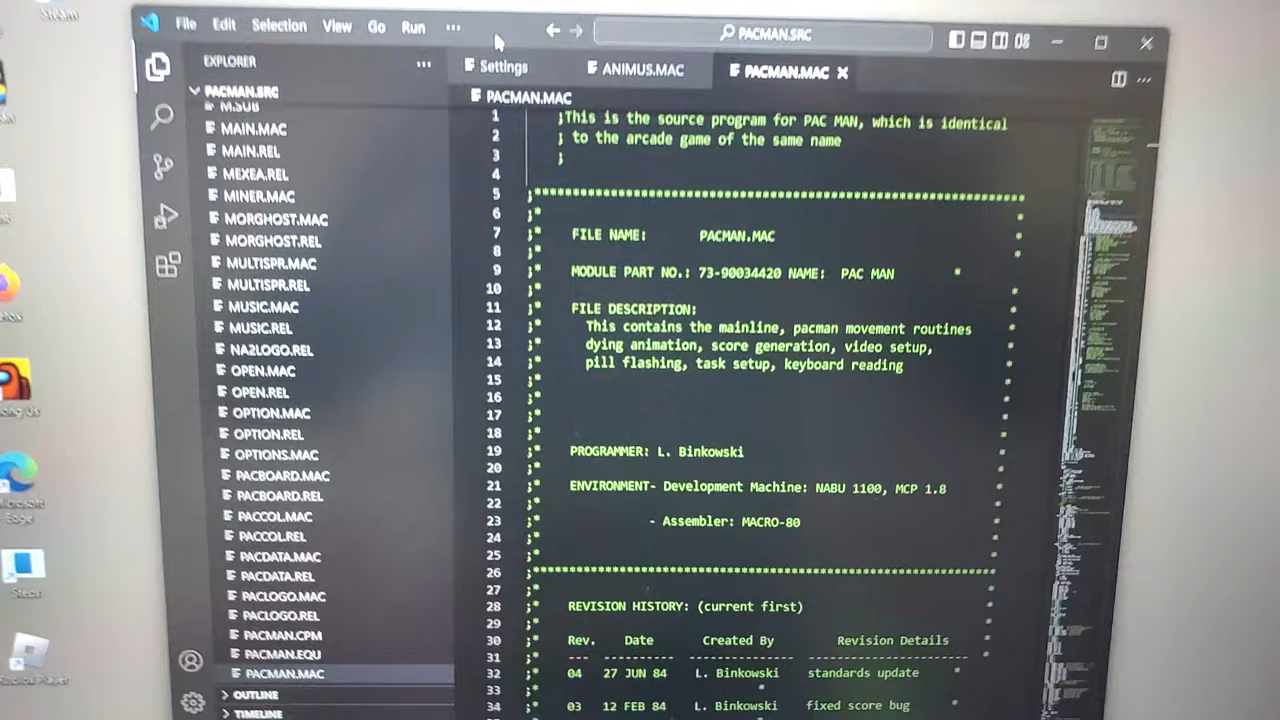 Steam
File Edit Selection View Go Run ···
PACMAN.SRC
EXPLORER ···
Settings
ANIMUS.MAC
PACMAN.MAC
PACMAN.SRC
M.SUB
MAIN.MAC
MAIN.REL
MEXEA.REL
MINER.MAC
MORGHOST.MAC
MORGHOST.REL
MULTISPR.MAC
MULTISPR.REL
MUSIC.MAC
MUSIC.REL
NA2LOGO.REL
OPEN.MAC
OPEN.REL
OPTION.MAC
OPTION.REL
OPTIONS.MAC
PACBOARD.MAC
PACBOARD.REL
PACCOL.MAC
PACCOL.REL
PACDATA.MAC
PACDATA.REL
PACLOGO.MAC
PACLOGO.REL
PACMAN.CPM
PACMAN.EQU
PACMAN.MAC
OUTLINE
TIMELINE
PACMAN.MAC
1 ;This is the source program for PAC MAN, which is identical
2 ; to the arcade game of the same name
3 ;
4
5 ;******************************************************************
6 ;* *
7 ;* FILE NAME: PACMAN.MAC *
8 ;* *
9 ;* MODULE PART NO.: 73-90034420 NAME: PAC MAN *
10 ;* *
11 ;* FILE DESCRIPTION: *
12 ;* This contains the mainline, pacman movement routines *
13 ;* dying animation, score generation, video setup, *
14 ;* pill flashing, task setup, keyboard reading *
15 ;* *
16 ;* *
17 ;* *
18 ;* *
19 ;* PROGRAMMER: L. Binkowski *
20 ;* *
21 ;* ENVIRONMENT- Development Machine: NABU 1100, MCP 1.8 *
22 ;* *
23 ;* - Assembler: MACRO-80 *
24 ;* *
25 ;* *
26 ;******************************************************************
27 ;* *
28 ;* REVISION HISTORY: (current first) *
29 ;* *
30 ;* Rev. Date Created By Revision Details *
31 ;* --- --------- ------------ ----------------- *
32 ;* 04 27 JUN 84 L. Binkowski standards update *
33 ;* *
34 ;* 03 12 FEB 84 L. Binkowski fixed score bug *
Microsoft
Edge